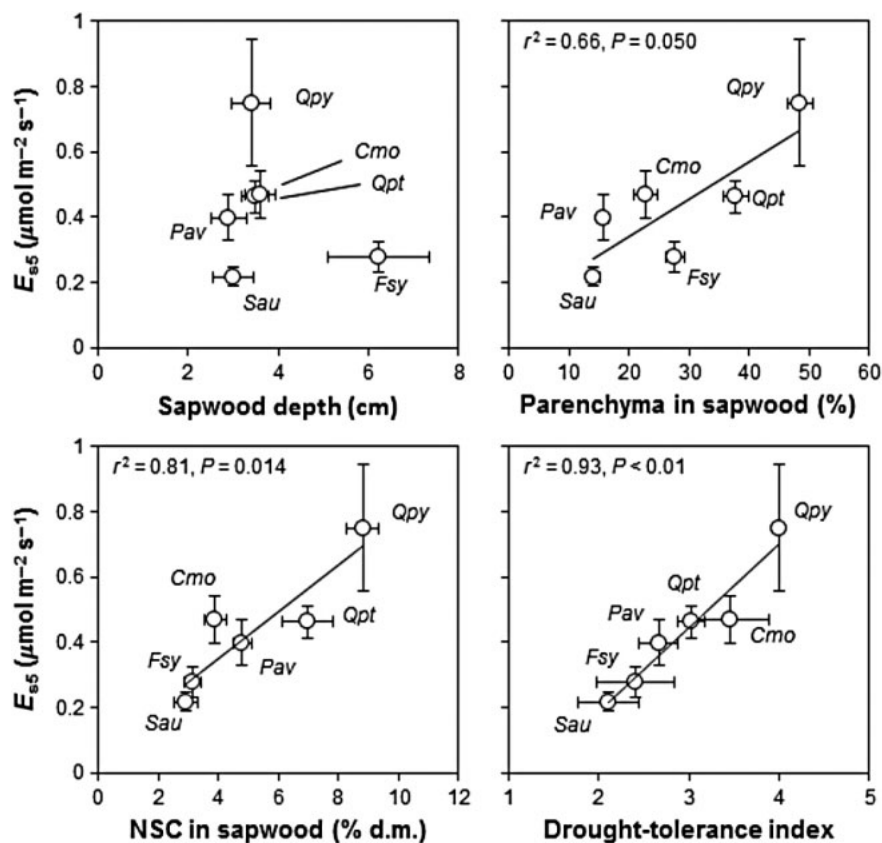 E_s5 (μmol m⁻² s⁻¹)
1
0.8
0.6
0.4
0.2
0
Qpy
Cmo
Qpt
Pav
Fsy
Sau
0 2 4 6 8
Sapwood depth (cm)
r² = 0.66, P = 0.050
Qpy
Cmo
Pav
Qpt
Fsy
Sau
0 10 20 30 40 50 60
Parenchyma in sapwood (%)
E_s5 (μmol m⁻² s⁻¹)
1
0.8
0.6
0.4
0.2
0
r² = 0.81, P = 0.014
Qpy
Cmo
Qpt
Fsy
Pav
Sau
0 2 4 6 8 10 12
NSC in sapwood (% d.m.)
r² = 0.93, P < 0.01
Qpy
Qpt
Pav
Cmo
Fsy
Sau
1 2 3 4 5
Drought-tolerance index